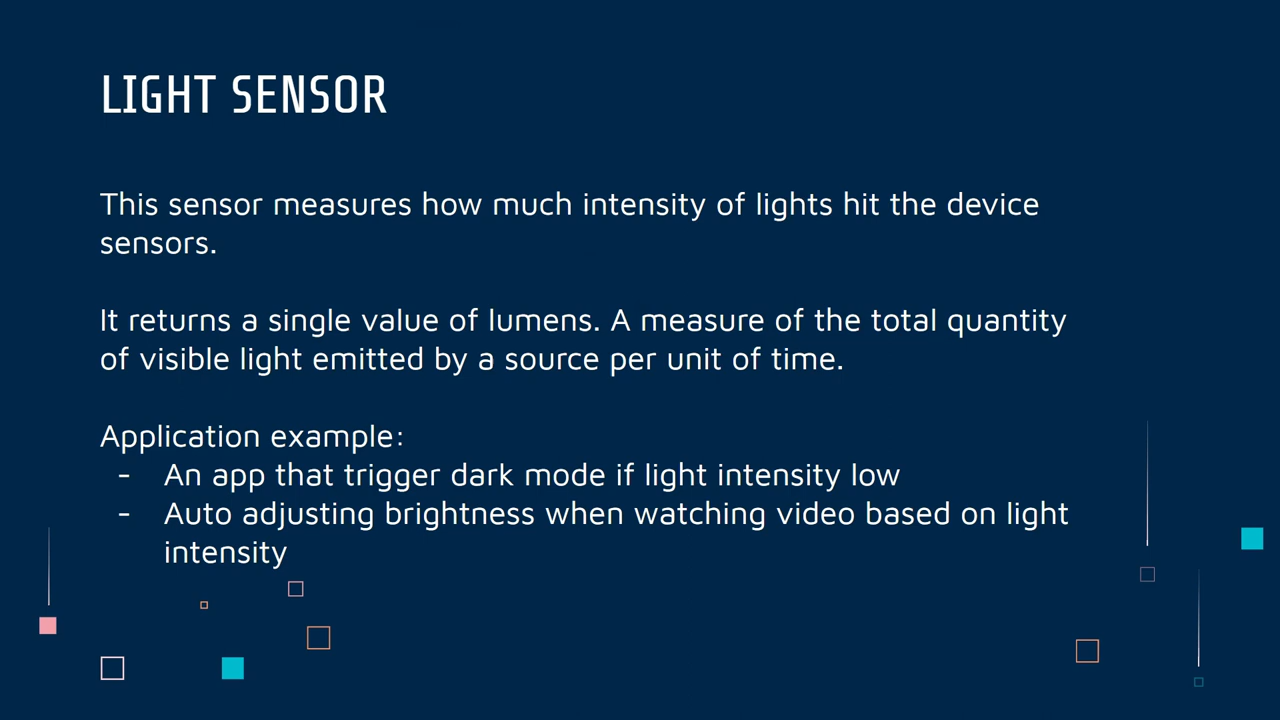 LIGHT SENSOR
This sensor measures how much intensity of lights hit the device
sensors.
It returns a single value of lumens. A measure of the total quantity
of visible light emitted by a source per unit of time.
Application example:
- An app that trigger dark mode if light intensity low
- Auto adjusting brightness when watching video based on light
intensity